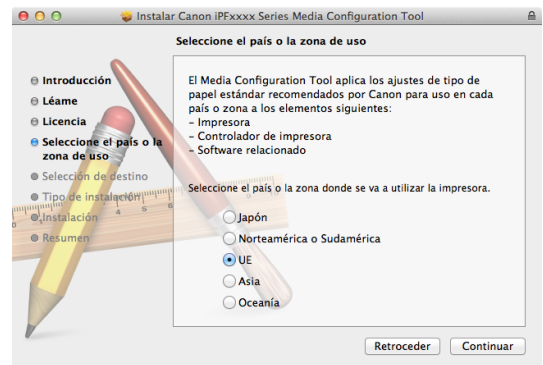 Instalar Canon iPFxxxx Series Media Configuration Tool
Seleccione el país o la zona de uso
Introducción
Léame
Licencia
Seleccione el país o la
zona de uso
Selección de destino
Tipo de instalación
Instalación
Resumen
El Media Configuration Tool aplica los ajustes de tipo de
papel estándar recomendados por Canon para uso en cada
país o zona a los elementos siguientes:
– Impresora
– Controlador de impresora
– Software relacionado
Seleccione el país o la zona donde se va a utilizar la impresora.
Japón
Norteamérica o Sudamérica
UE
Asia
Oceanía
Retroceder
Continuar